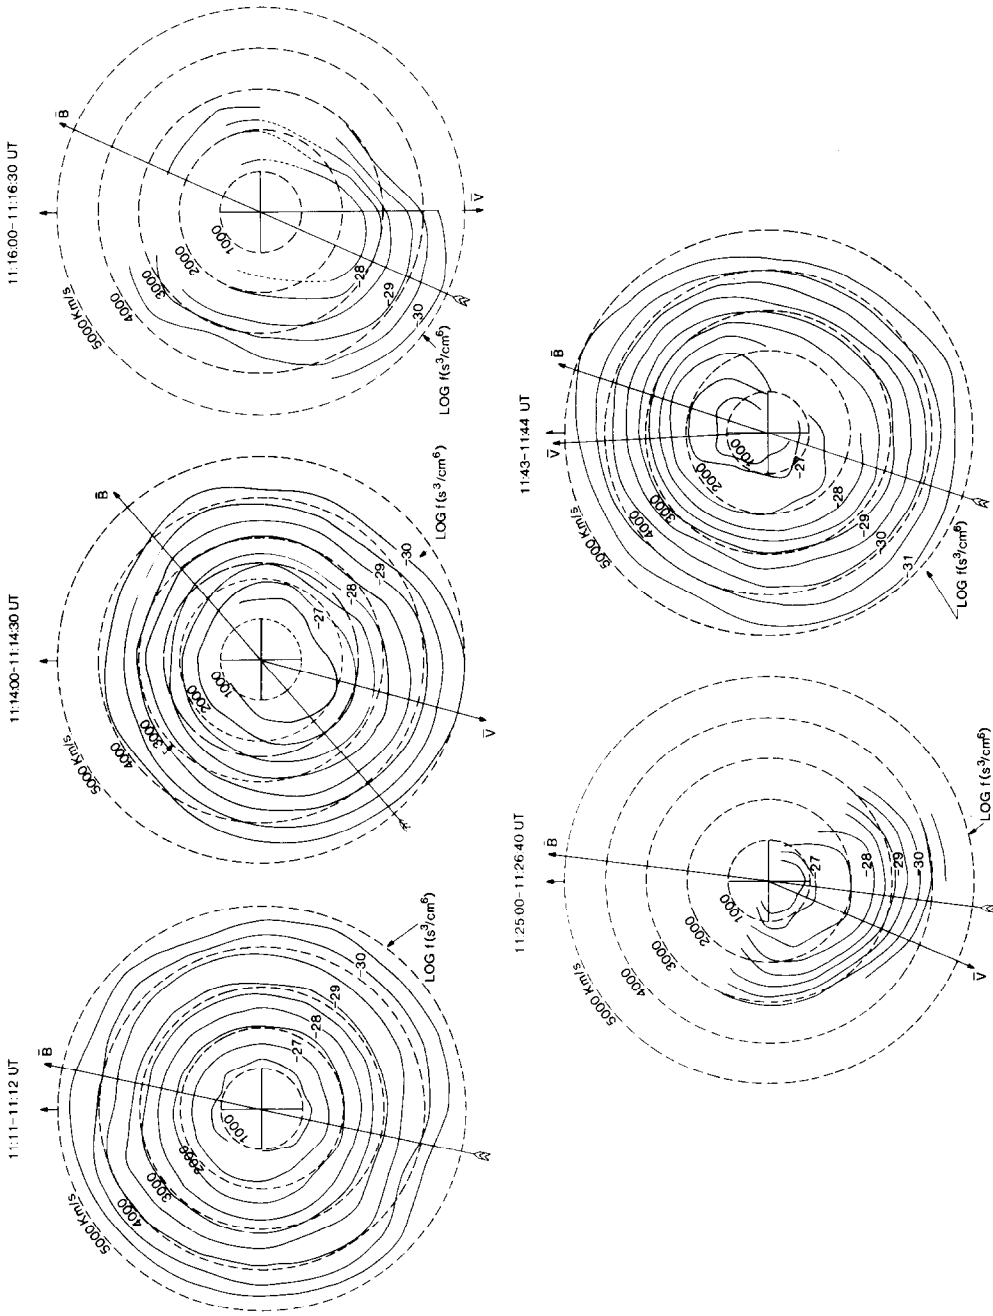 11:11–11:12 UT
B̄
5000 Km/s
4000
3000
2000
1000
-27
-28
-29
-30
LOG f(s³/cm⁶)
11:14:00–11:14:30 UT
B̄
5000 Km/s
4000
3000
2000
1000
-27
-28
-29
-30
LOG f(s³/cm⁶)
V̄
11:16:00–11:16:30 UT
B̄
5000 Km/s
4000
3000
2000
1000
-28
-29
-30
LOG f(s³/cm⁶)
V̄
11:25:00–11:26:40 UT
B̄
5000 Km/s
4000
3000
2000
1000
-27
-28
-29
-30
LOG f(s³/cm⁶)
V̄
11:43–11:44 UT
V̄
B̄
5000 Km/s
4000
3000
2000
1000
-27
-28
-29
-30
-31
LOG f(s³/cm⁶)